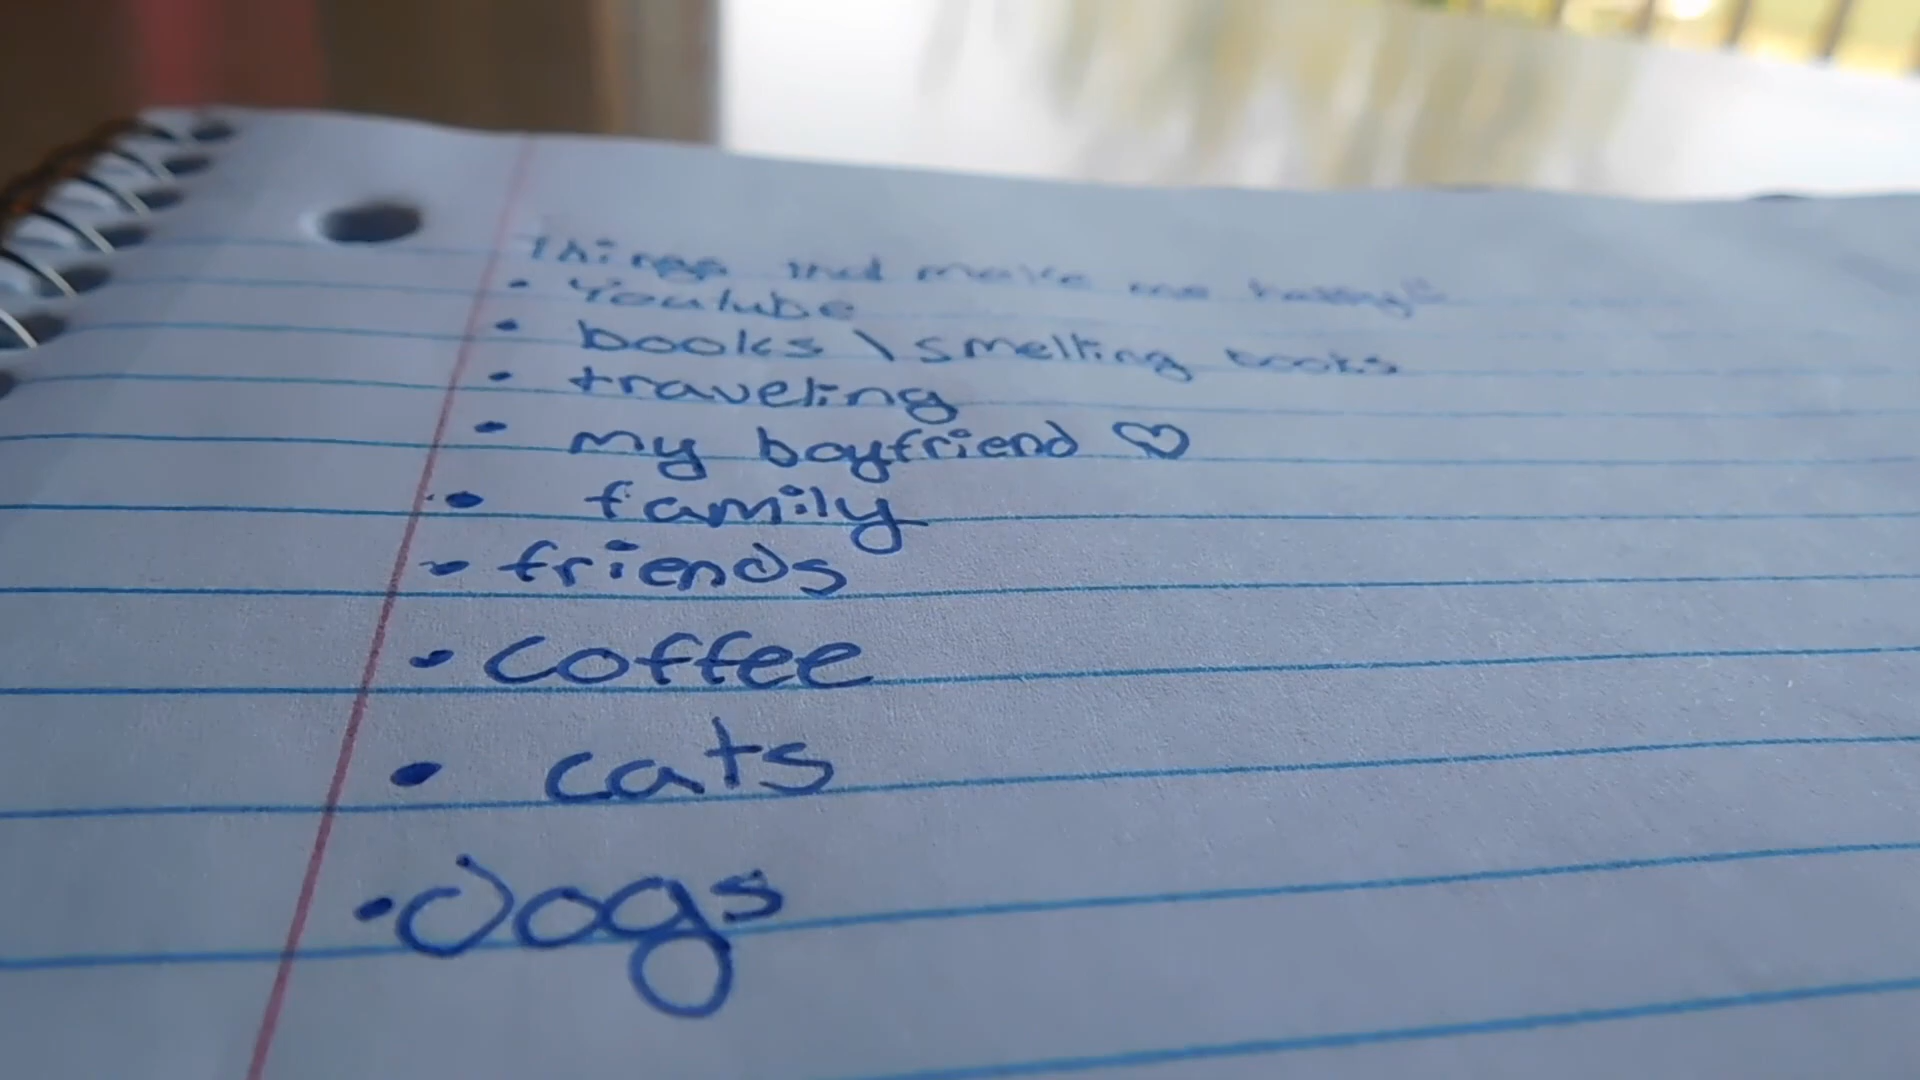 Things that make me happy
• Youtube
• books \ smelling books
• traveling
• my boyfriend ♡
• family
• friends
• coffee
• cats
• dogs